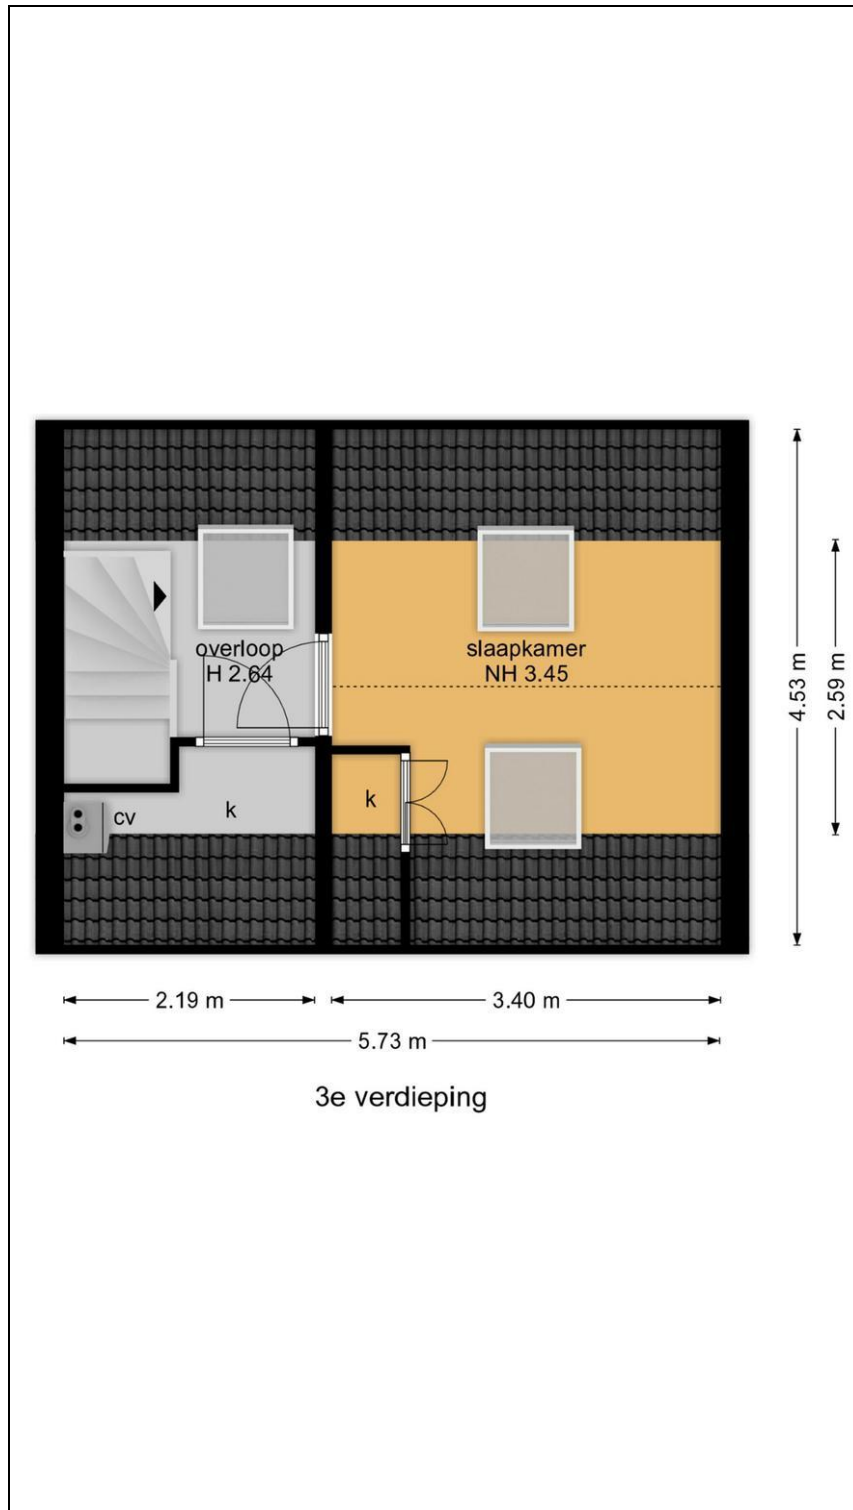 overloop
H 2.64
slaapkamer
NH 3.45
cv
k
k
4.53 m
2.59 m
2.19 m
3.40 m
5.73 m
3e verdieping